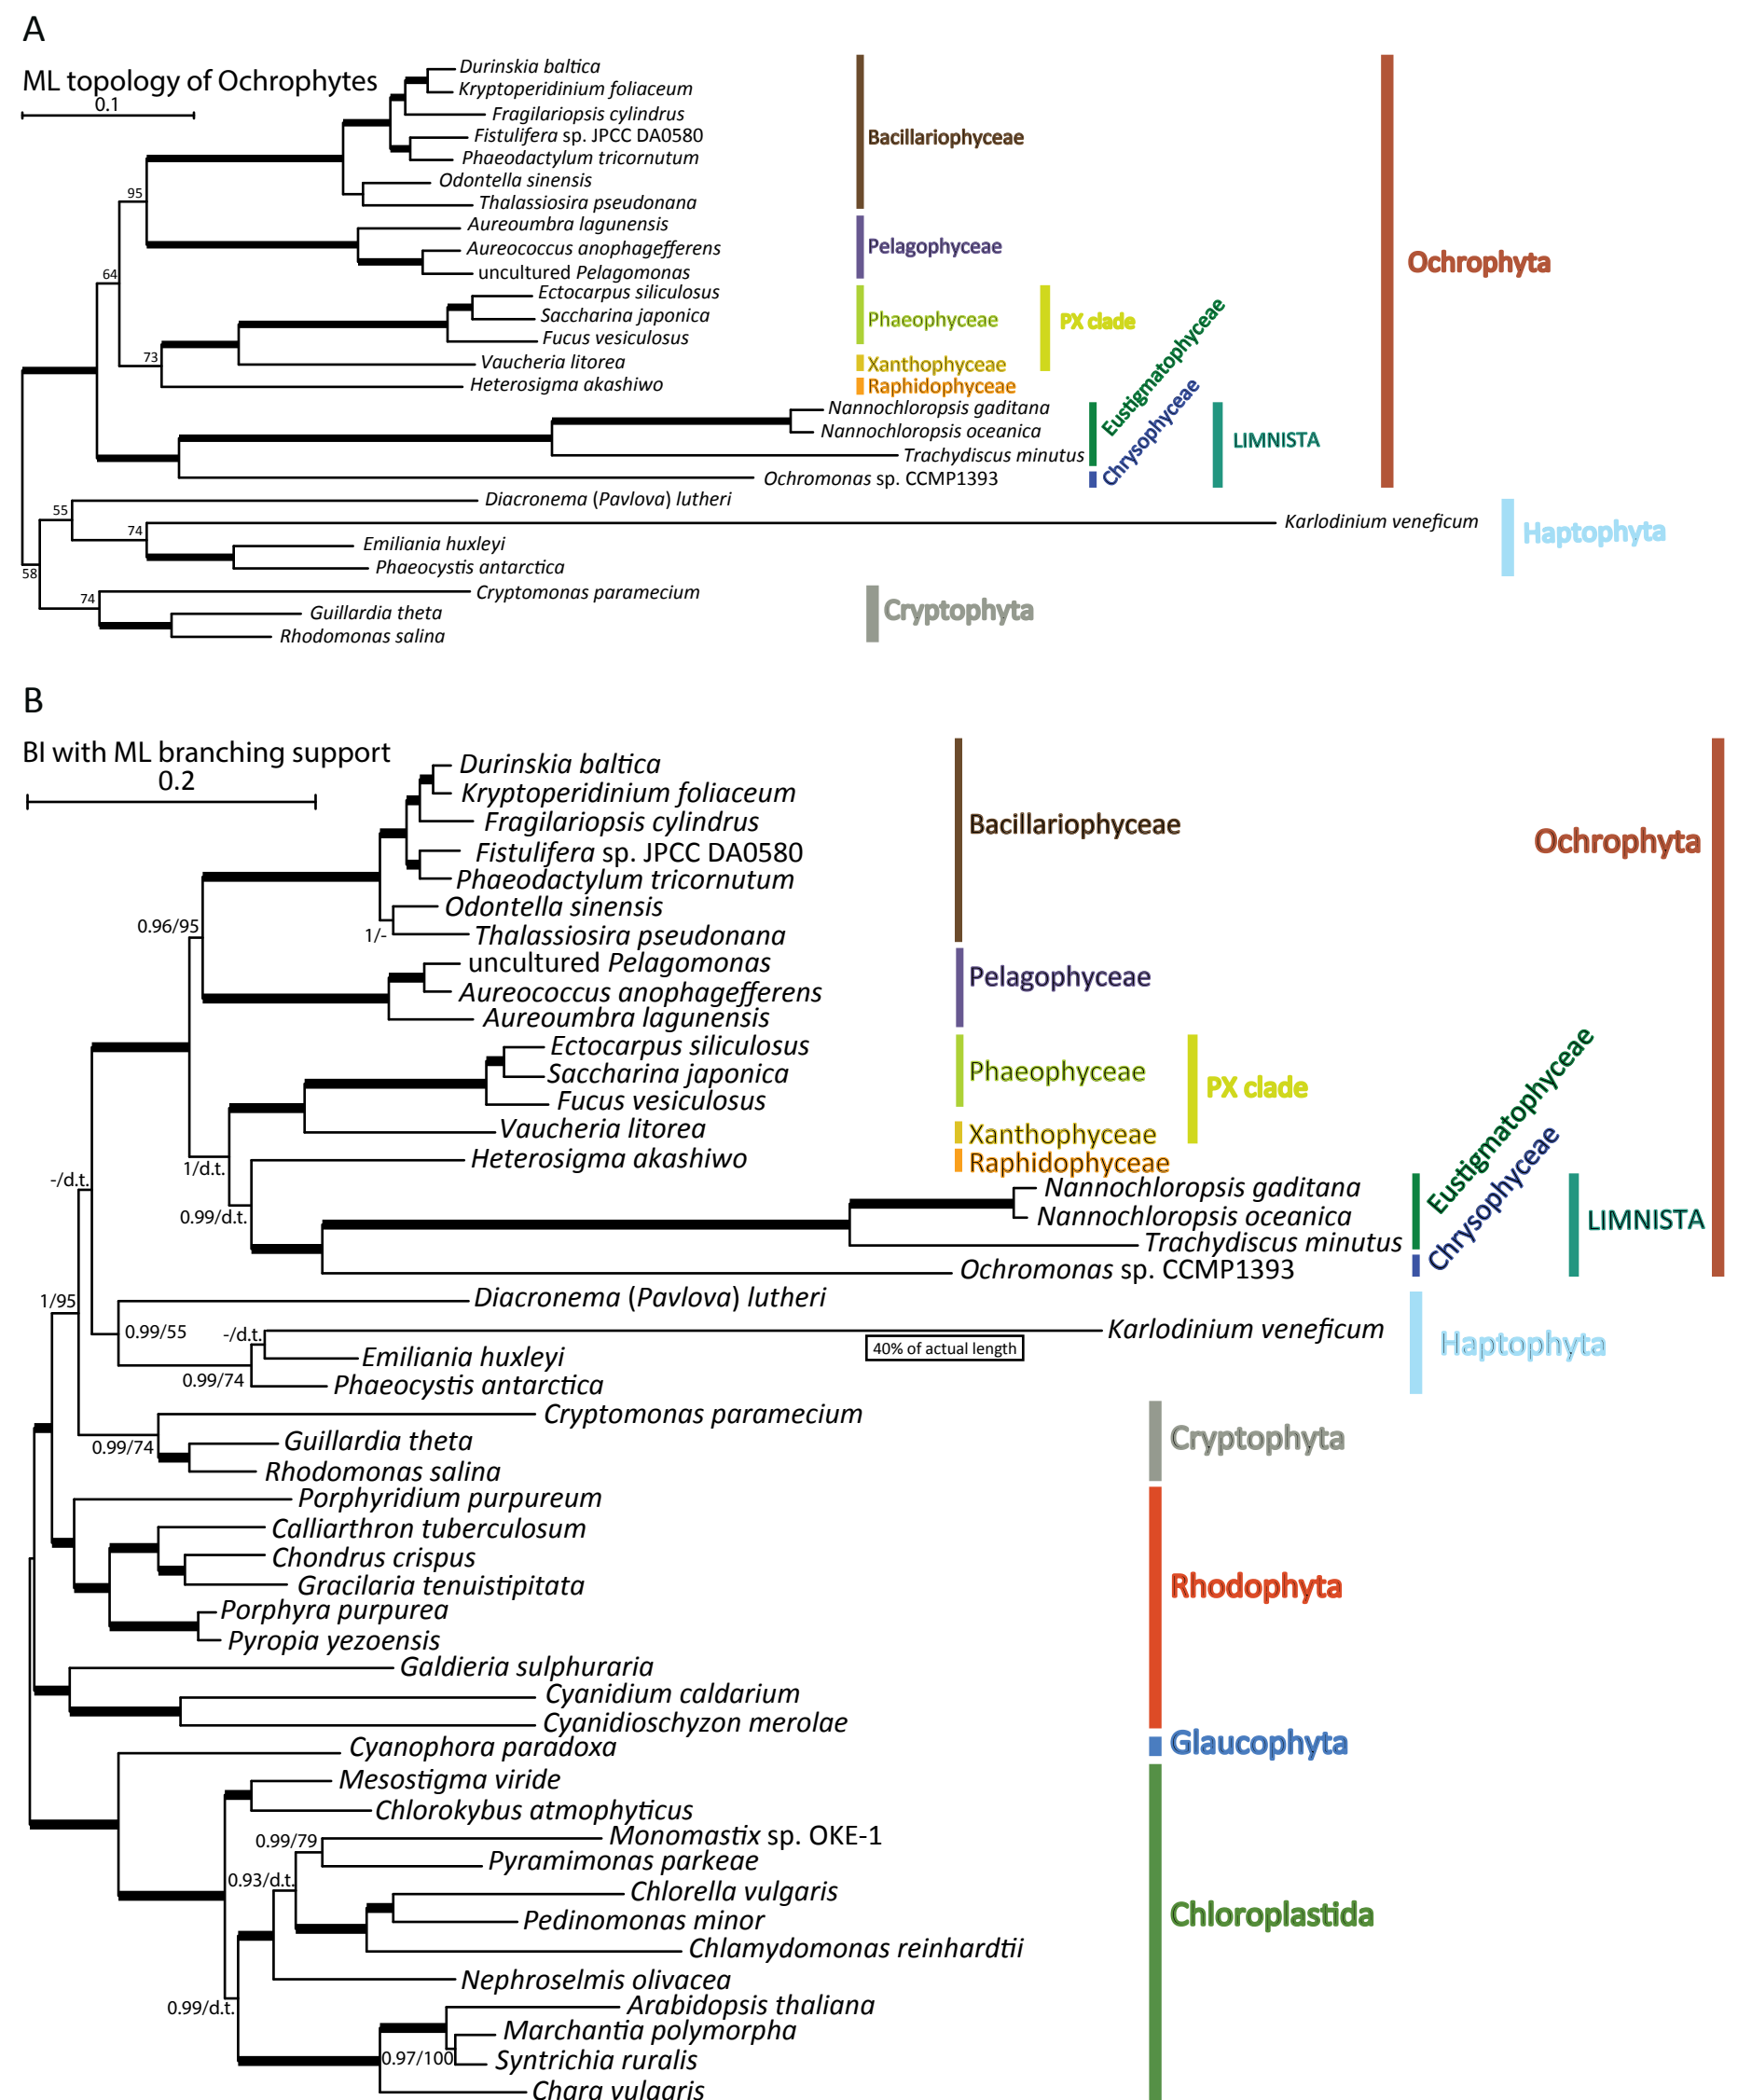 A
ML topology of Ochrophytes
0.1
Durinskia baltica
Kryptoperidinium foliaceum
Fragilariopsis cylindrus
Fistulifera sp. JPCC DA0580
Phaeodactylum tricornutum
Odontella sinensis
Thalassiosira pseudonana
Aureoumbra lagunensis
Aureococcus anophagefferens
uncultured Pelagomonas
Ectocarpus siliculosus
Saccharina japonica
Fucus vesiculosus
Vaucheria litorea
Heterosigma akashiwo
Nannochloropsis gaditana
Nannochloropsis oceanica
Trachydiscus minutus
Ochromonas sp. CCMP1393
Diacronema (Pavlova) lutheri
Karlodinium veneficum
Emiliania huxleyi
Phaeocystis antarctica
Cryptomonas paramecium
Guillardia theta
Rhodomonas salina
95
64
73
55
74
58
74
Bacillariophyceae
Pelagophyceae
Phaeophyceae
PX clade
Xanthophyceae
Raphidophyceae
Eustigmatophyceae
Chrysophyceae
LIMNISTA
Ochrophyta
Haptophyta
Cryptophyta
B
BI with ML branching support
0.2
Durinskia baltica
Kryptoperidinium foliaceum
Fragilariopsis cylindrus
Fistulifera sp. JPCC DA0580
Phaeodactylum tricornutum
Odontella sinensis
Thalassiosira pseudonana
uncultured Pelagomonas
Aureococcus anophagefferens
Aureoumbra lagunensis
Ectocarpus siliculosus
Saccharina japonica
Fucus vesiculosus
Vaucheria litorea
Heterosigma akashiwo
Nannochloropsis gaditana
Nannochloropsis oceanica
Trachydiscus minutus
Ochromonas sp. CCMP1393
Diacronema (Pavlova) lutheri
Karlodinium veneficum
40% of actual length
Emiliania huxleyi
Phaeocystis antarctica
Cryptomonas paramecium
Guillardia theta
Rhodomonas salina
Porphyridium purpureum
Calliarthron tuberculosum
Chondrus crispus
Gracilaria tenuistipitata
Porphyra purpurea
Pyropia yezoensis
Galdieria sulphuraria
Cyanidium caldarium
Cyanidioschyzon merolae
Cyanophora paradoxa
Mesostigma viride
Chlorokybus atmophyticus
Monomastix sp. OKE-1
Pyramimonas parkeae
Chlorella vulgaris
Pedinomonas minor
Chlamydomonas reinhardtii
Nephroselmis olivacea
Arabidopsis thaliana
Marchantia polymorpha
Syntrichia ruralis
Chara vulgaris
0.96/95
1/-
1/d.t.
-/d.t.
0.99/d.t.
1/95
0.99/55
-/d.t.
0.99/74
0.99/74
0.99/79
0.93/d.t.
0.99/d.t.
0.97/100
Bacillariophyceae
Ochrophyta
Pelagophyceae
Phaeophyceae
PX clade
Xanthophyceae
Raphidophyceae
Eustigmatophyceae
Chrysophyceae
LIMNISTA
Haptophyta
Cryptophyta
Rhodophyta
Glaucophyta
Chloroplastida